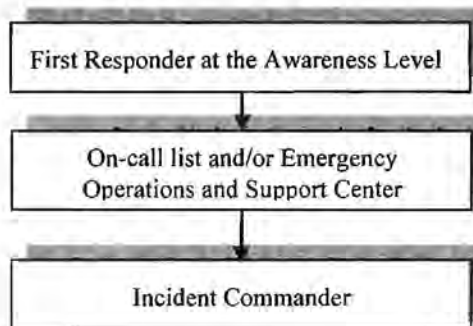 First Responder at the Awareness Level
On-call list and/or Emergency
Operations and Support Center
Incident Commander